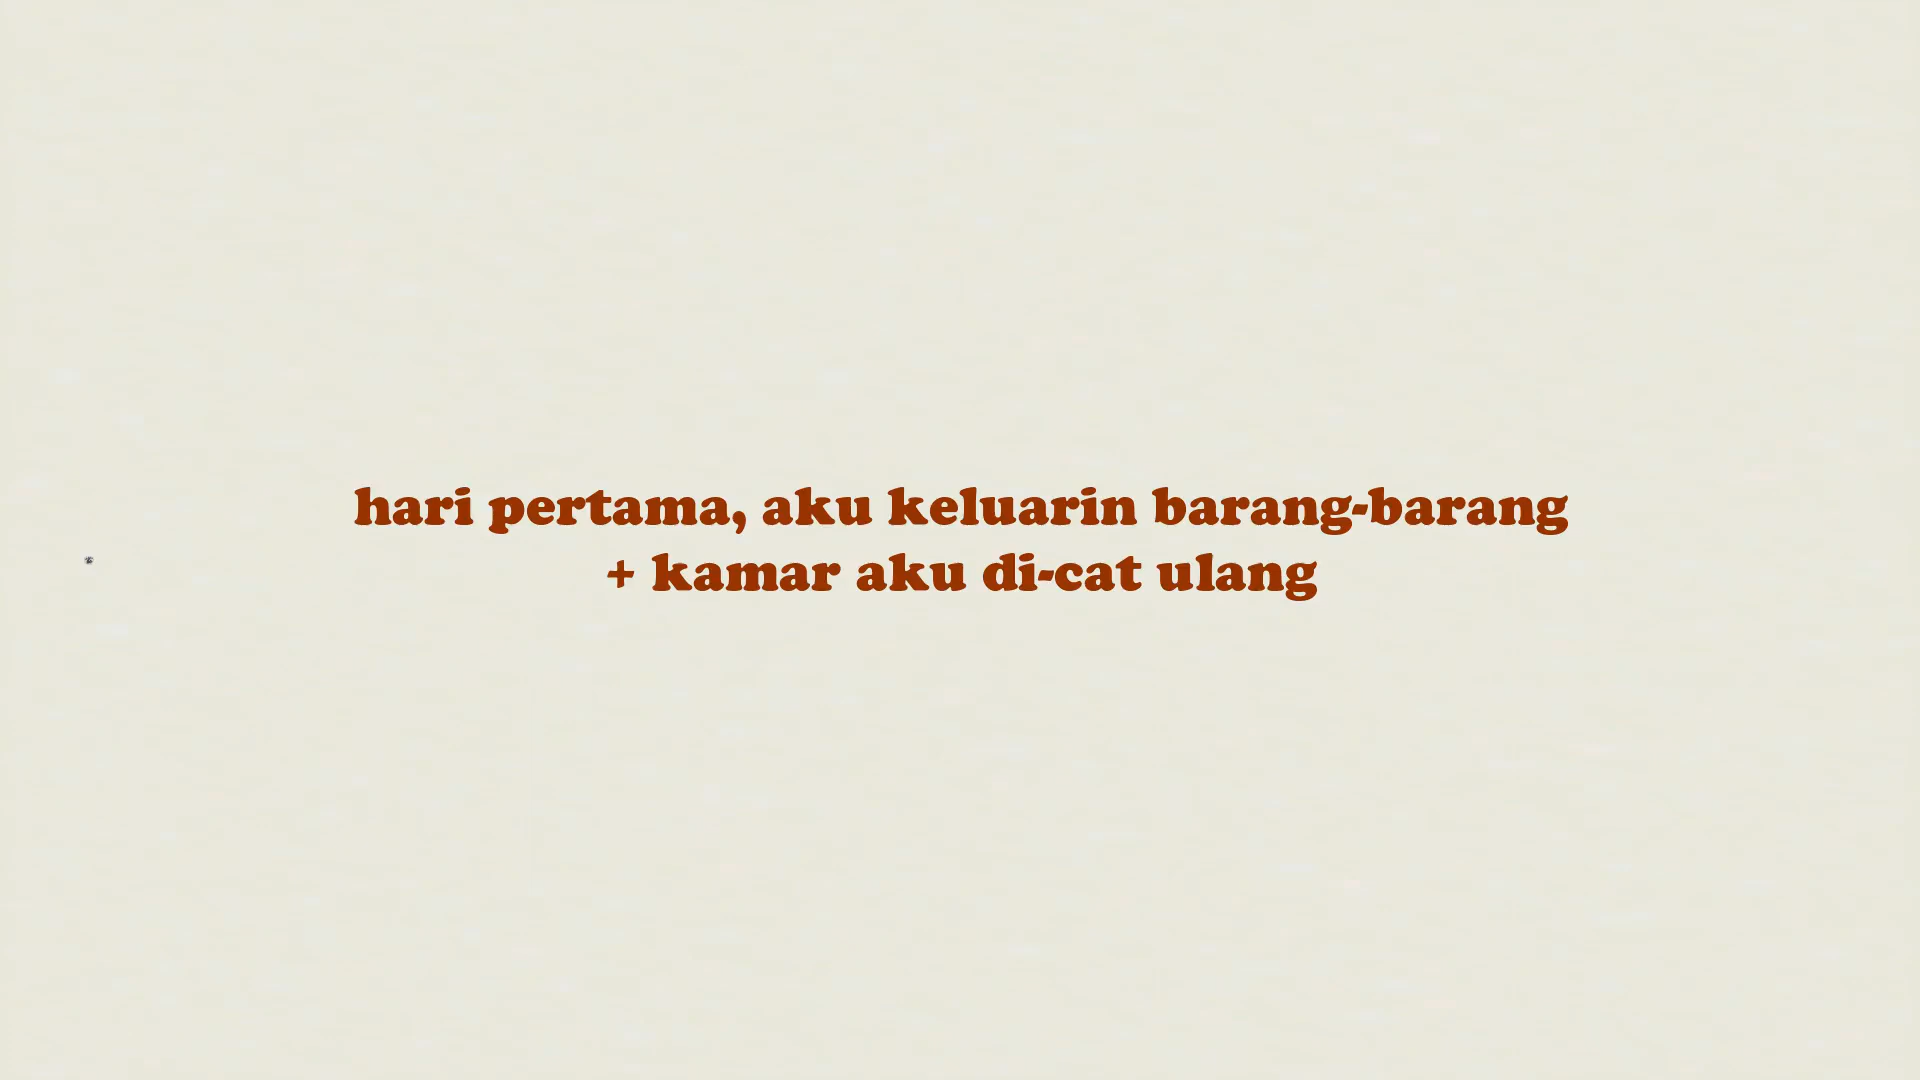 hari pertama, aku keluarin barang-barang
+ kamar aku di-cat ulang